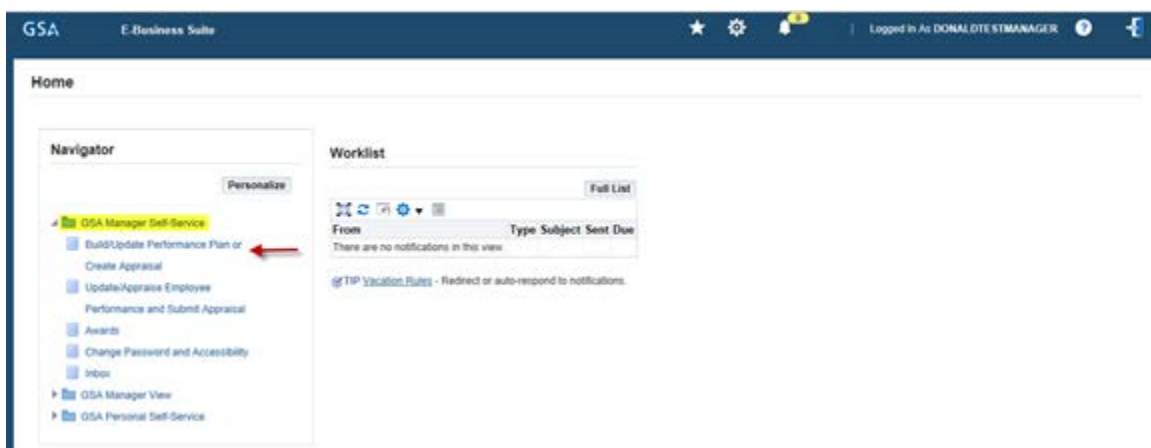 GSA E-Business Suite 0 | Logged In As DONALDTESTMANAGER ?
Home
Navigator
Personalize
GSA Manager Self-Service
Build/Update Performance Plan or
Create Appraisal
Update/Appraise Employee
Performance and Submit Appraisal
Awards
Change Password and Accessibility
Inbox
GSA Manager View
GSA Personal Self-Service
Worklist
Full List
From Type Subject Sent Due
There are no notifications in this view.
TIP Vacation Rules - Redirect or auto-respond to notifications.